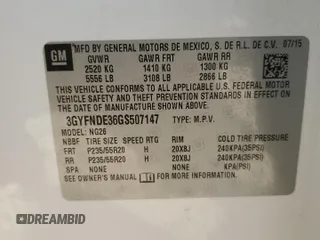 GM
MFD BY GENERAL MOTORS DE MEXICO, S. DE R.L. DE C.V. 07/15
GVWR GAWR FRT GAWR RR
2520 KG 1410 KG 1300 KG
5556 LB 3108 LB 2866 LB
THIS VEHICLE CONFORMS TO ALL APPLICABLE U.S. FEDERAL
MOTOR VEHICLE SAFETY STANDARDS IN EFFECT ON THE DATE OF
MANUFACTURE SHOWN ABOVE.
3GYFNDE36GS507147 TYPE: M.P.V.
MODEL: NG26
NBBF TIRE SIZE SPEED RTG RIM COLD TIRE PRESSURE
FRT P235/55R20 H 20X8J 240KPA(35PSI)
RR P235/55R20 H 20X8J 240KPA(35PSI)
SPA NONE NONE KPA(PSI)
SEE OWNER'S MANUAL FOR ADDITIONAL INFORMATION.
DREAMBID